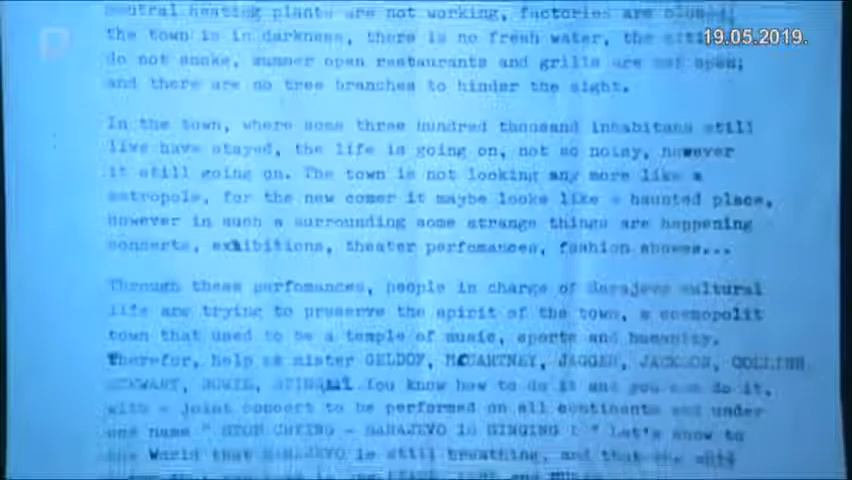 neutral heating plants are not working, factories are closed,
the town is in darkness, there is no fresh water, the
19.05.2019.
do not smoke, summer open restaurants and grills are not open;
and there are no tree branches to hinder the sight.
In the town, where some three hundred thousand inhabitans still
live have stayed, the life is going on, not so noisy, however
it still going on. The town is not looking any more like a
metropole, for the new comer it maybe looks like a haunted place,
however in such a surrounding some strange things are happening
concerts, exhibitions, theater perfomances, fashion showes...
Through these perfomances, people in charge of Sarajevo cultural
life are trying to preserve the spirit of the town, a cosmopolit
town that used to be a temple of music, sports and humanity.
Therefor, help us mister GELDOF, McCARTNEY, JAGGER, JACKSON, COLLINS
STEWART, BOWIE, STING You know how to do it and you can do it,
with a joint concert to be performed on all continents and under
one name " STOP CRYING - SARAJEVO IS SINGING ! " Let's show to
the World that SARAJEVO is still breathing, and that the
and